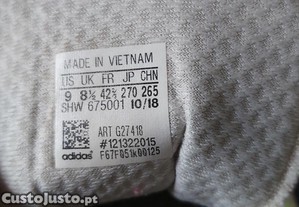 MADE IN VIETNAM
US UK FR JP CHN
9 8½ 42⅔ 270 265
SHW 675001 10/18
ART G27418
#121322015
adidas F67F051K00125
CustoJusto.pt